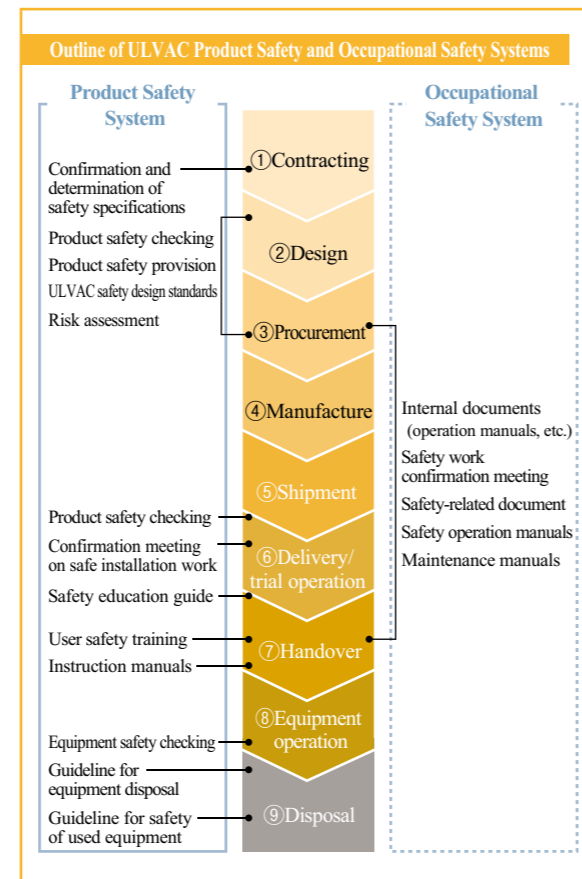 Outline of ULVAC Product Safety and Occupational Safety Systems
Product Safety
System
Confirmation and
determination of
safety specifications
Product safety checking
Product safety provision
ULVAC safety design standards
Risk assessment
Product safety checking
Confirmation meeting
on safe installation work
Safety education guide
User safety training
Instruction manuals
Equipment safety checking
Guideline for
equipment disposal
Guideline for safety
of used equipment
①Contracting
②Design
③Procurement
④Manufacture
⑤Shipment
⑥Delivery/
trial operation
⑦Handover
⑧Equipment
operation
⑨Disposal
Occupational
Safety System
Internal documents
(operation manuals, etc.)
Safety work
confirmation meeting
Safety-related document
Safety operation manuals
Maintenance manuals